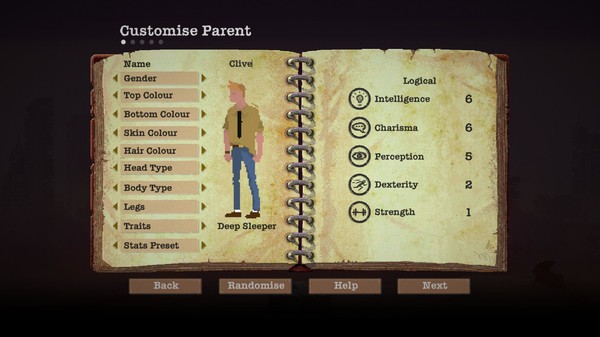 Customise Parent
Name
Clive
Gender
Top Colour
Bottom Colour
Skin Colour
Hair Colour
Head Type
Body Type
Legs
Traits
Deep Sleeper
Stats Preset
Logical
Intelligence 6
Charisma 6
Perception 5
Dexterity 2
Strength 1
Back
Randomise
Help
Next